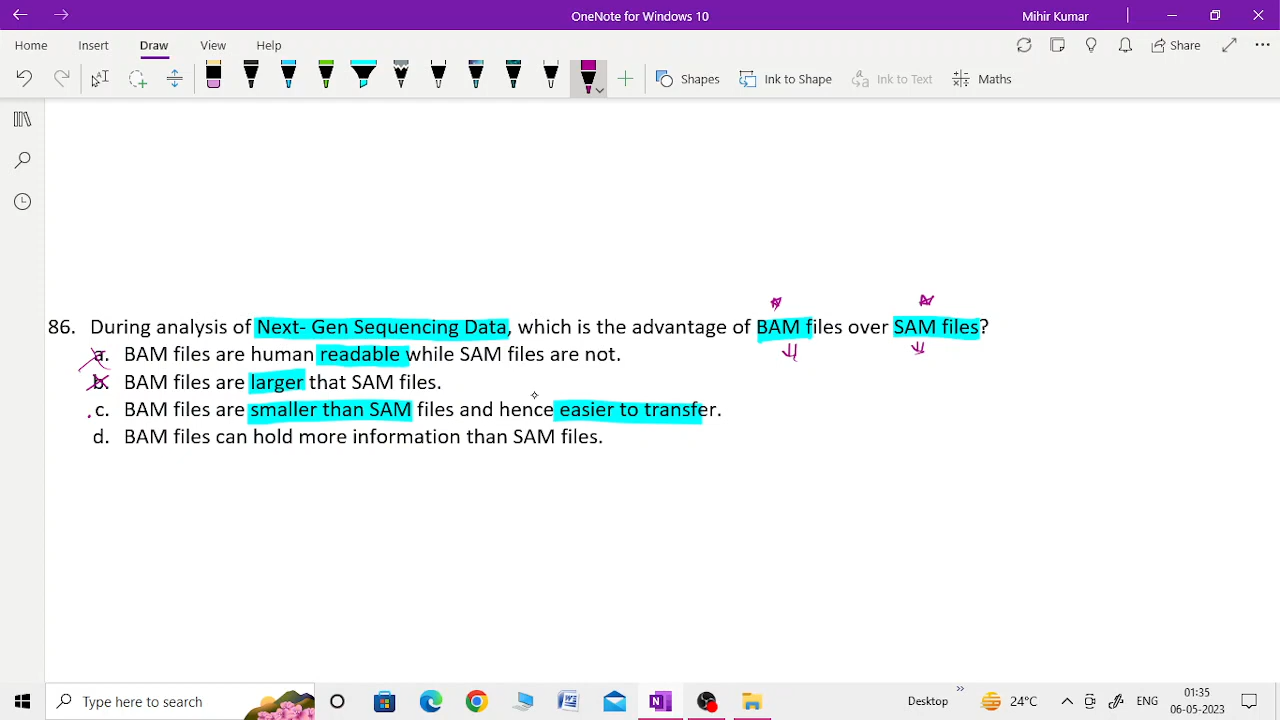 OneNote for Windows 10
Mihir Kumar
Home Insert Draw View Help
Share
Shapes Ink to Shape Ink to Text Maths
86. During analysis of Next- Gen Sequencing Data, which is the advantage of BAM files over SAM files?
a. BAM files are human readable while SAM files are not.
b. BAM files are larger that SAM files.
c. BAM files are smaller than SAM files and hence easier to transfer.
d. BAM files can hold more information than SAM files.
Type here to search
Desktop
24°C
01:35
06-05-2023